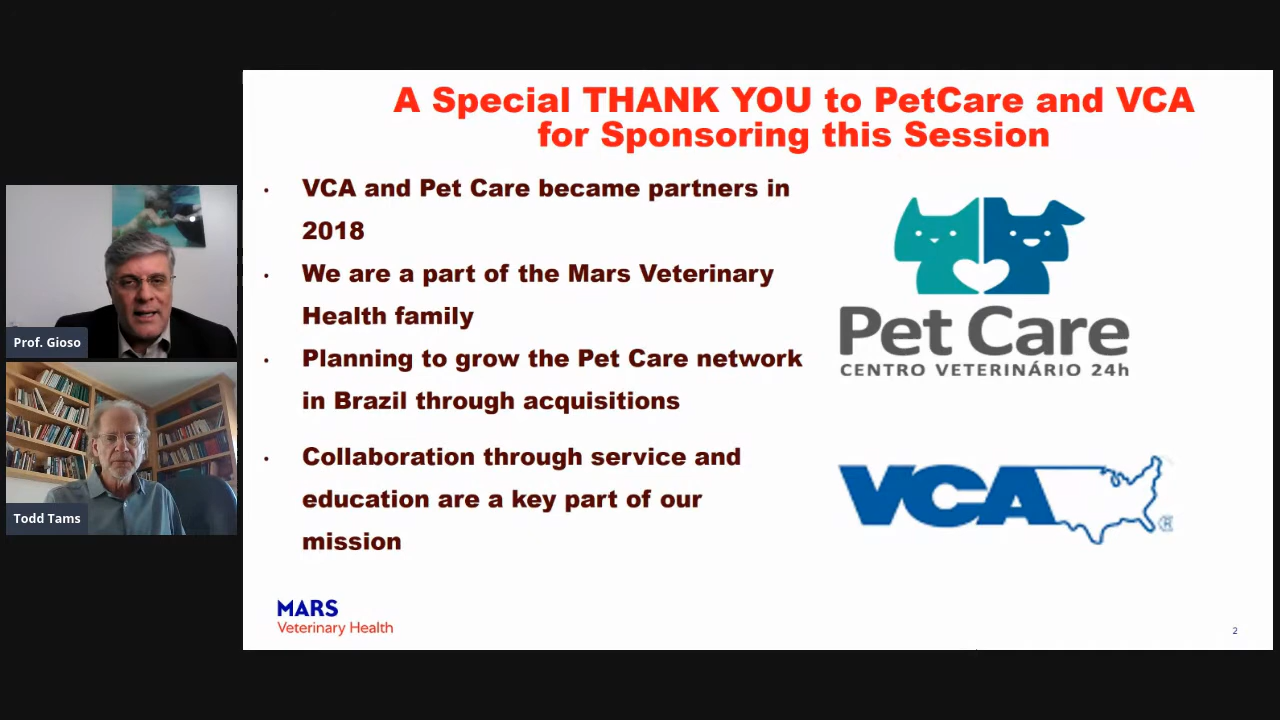 A Special THANK YOU to PetCare and VCA
for Sponsoring this Session
• VCA and Pet Care became partners in
2018
• We are a part of the Mars Veterinary
Health family
• Planning to grow the Pet Care network
in Brazil through acquisitions
• Collaboration through service and
education are a key part of our
mission
Pet Care
CENTRO VETERINÁRIO 24h
VCA®
MARS
Veterinary Health
2
Prof. Gioso
Todd Tams